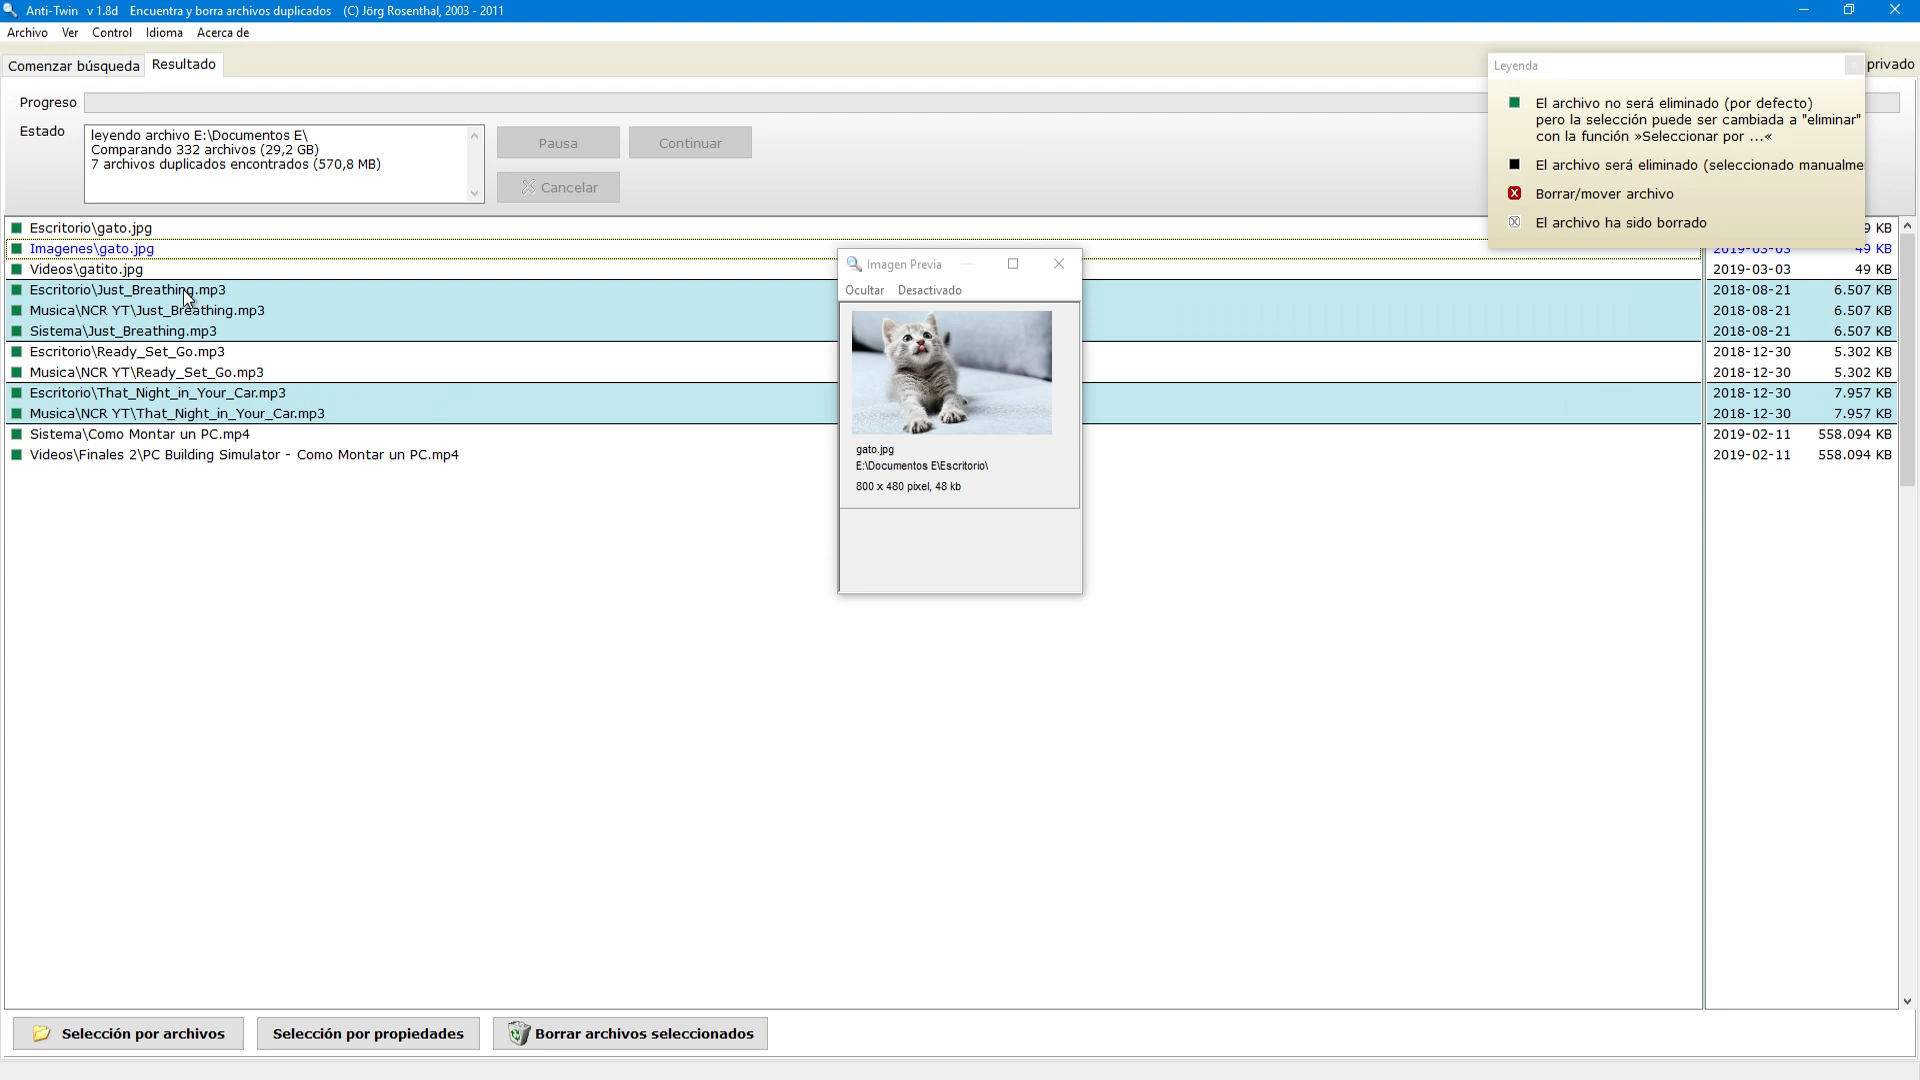 Anti-Twin v 1.8d Encuentra y borra archivos duplicados (C) Jörg Rosenthal, 2003 - 2011
Archivo Ver Control Idioma Acerca de
Comenzar búsqueda Resultado
privado
Progreso
Estado
leyendo archivo E:\Documentos E\
Comparando 332 archivos (29,2 GB)
7 archivos duplicados encontrados (570,8 MB)
Pausa Continuar
Cancelar
Leyenda
El archivo no será eliminado (por defecto)
pero la selección puede ser cambiada a "eliminar"
con la función »Seleccionar por ...«
El archivo será eliminado (seleccionado manualme
Borrar/mover archivo
El archivo ha sido borrado
Escritorio\gato.jpg 9 KB
Imagenes\gato.jpg 2019-03-03 49 KB
Videos\gatito.jpg 2019-03-03 49 KB
Escritorio\Just_Breathing.mp3 2018-08-21 6.507 KB
Musica\NCR YT\Just_Breathing.mp3 2018-08-21 6.507 KB
Sistema\Just_Breathing.mp3 2018-08-21 6.507 KB
Escritorio\Ready_Set_Go.mp3 2018-12-30 5.302 KB
Musica\NCR YT\Ready_Set_Go.mp3 2018-12-30 5.302 KB
Escritorio\That_Night_in_Your_Car.mp3 2018-12-30 7.957 KB
Musica\NCR YT\That_Night_in_Your_Car.mp3 2018-12-30 7.957 KB
Sistema\Como Montar un PC.mp4 2019-02-11 558.094 KB
Videos\Finales 2\PC Building Simulator - Como Montar un PC.mp4 2019-02-11 558.094 KB
Imagen Previa
Ocultar Desactivado
gato.jpg
E:\Documentos E\Escritorio\
800 x 480 pixel, 48 kb
Selección por archivos Selección por propiedades Borrar archivos seleccionados